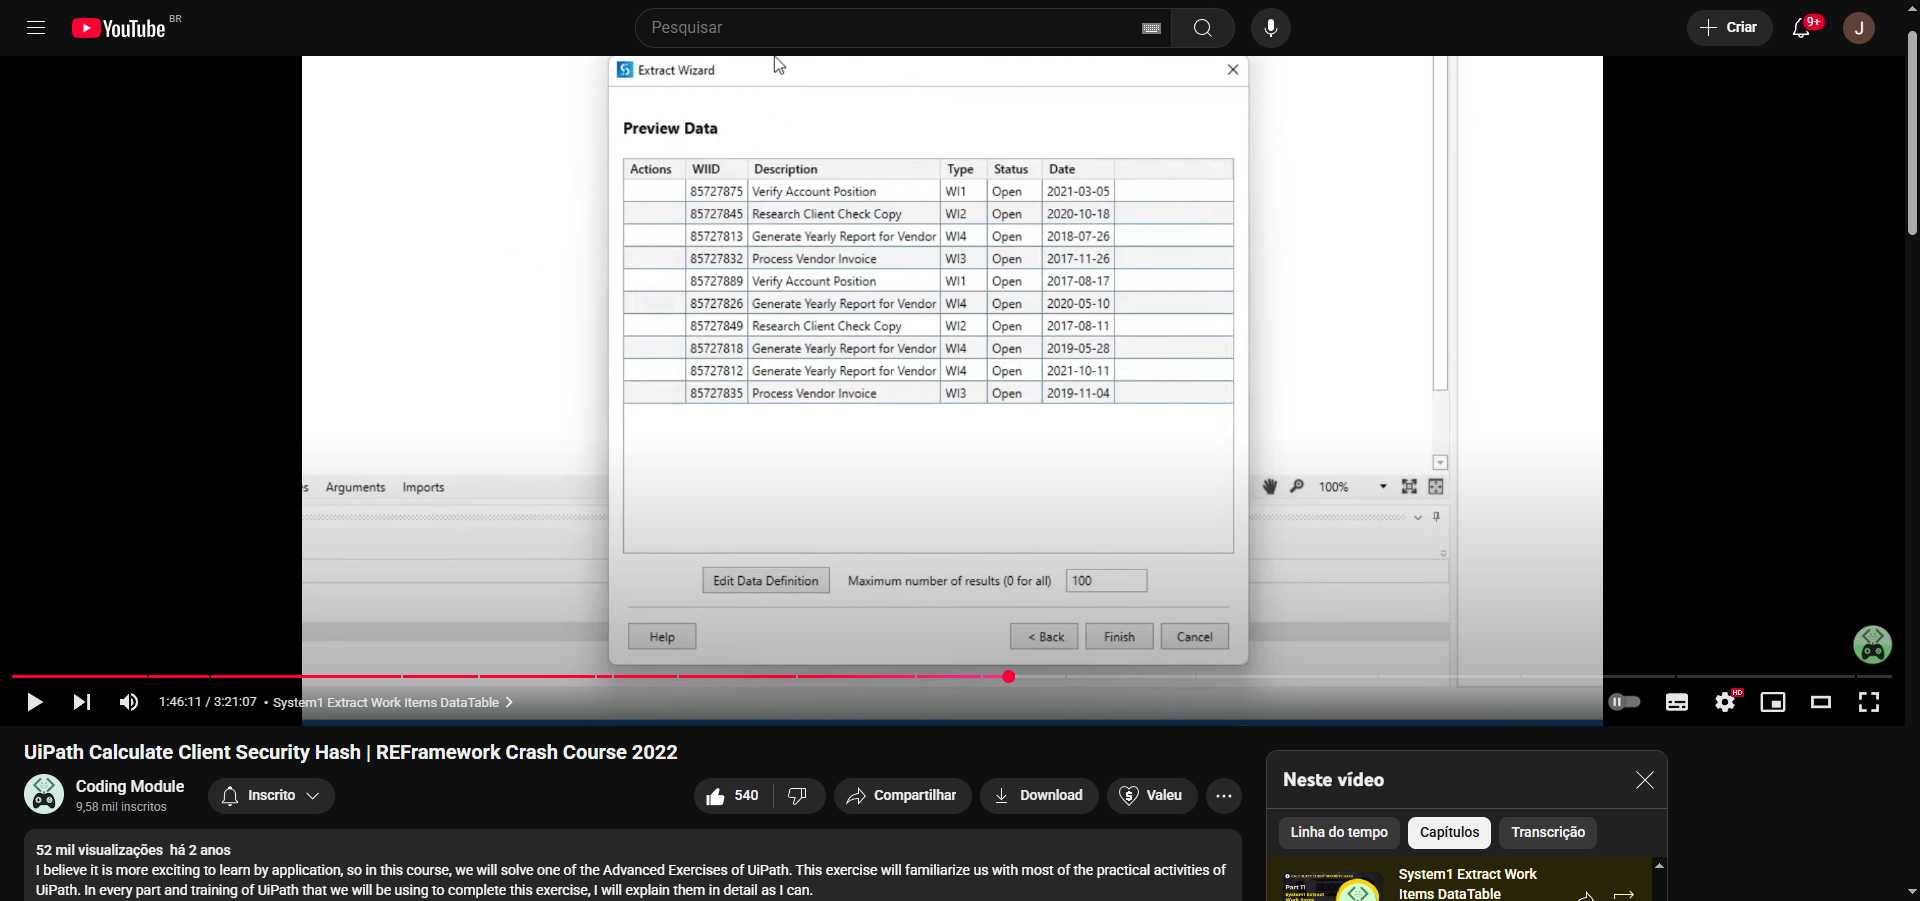 YouTube BR
Pesquisar
Criar
9+
J
Extract Wizard
Preview Data
Actions WIID Description Type Status Date
85727875 Verify Account Position WI1 Open 2021-03-05
85727845 Research Client Check Copy WI2 Open 2020-10-18
85727813 Generate Yearly Report for Vendor WI4 Open 2018-07-26
85727832 Process Vendor Invoice WI3 Open 2017-11-26
85727889 Verify Account Position WI1 Open 2017-08-17
85727826 Generate Yearly Report for Vendor WI4 Open 2020-05-10
85727849 Research Client Check Copy WI2 Open 2017-08-11
85727818 Generate Yearly Report for Vendor WI4 Open 2019-05-28
85727812 Generate Yearly Report for Vendor WI4 Open 2021-10-11
85727835 Process Vendor Invoice WI3 Open 2019-11-04
Arguments Imports
100%
Edit Data Definition Maximum number of results (0 for all) 100
Help < Back Finish Cancel
1:46:11 / 3:21:07 • System1 Extract Work Items DataTable
HD
UiPath Calculate Client Security Hash | REFramework Crash Course 2022
Coding Module
9,58 mil inscritos
Inscrito
540
Compartilhar
Download
Valeu
52 mil visualizações há 2 anos
I believe it is more exciting to learn by application, so in this course, we will solve one of the Advanced Exercises of UiPath. This exercise will familiarize us with most of the practical activities of
UiPath. In every part and training of UiPath that we will be using to complete this exercise, I will explain them in detail as I can.
Neste vídeo
Linha do tempo Capítulos Transcrição
Part 11
System1 Extract
System1 Extract Work
Items DataTable